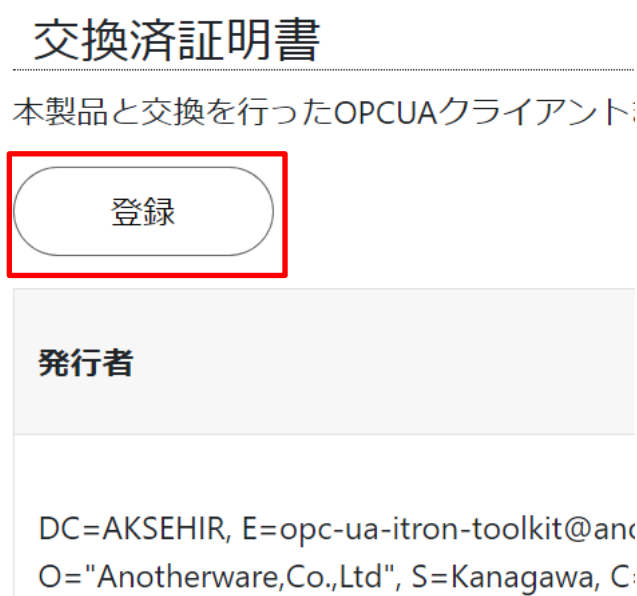 交換済証明書
本製品と交換を行ったOPCUAクライアント
登録
発行者
DC=AKSEHIR, E=opc-ua-itron-toolkit@an
O="Anotherware,Co.,Ltd", S=Kanagawa, C